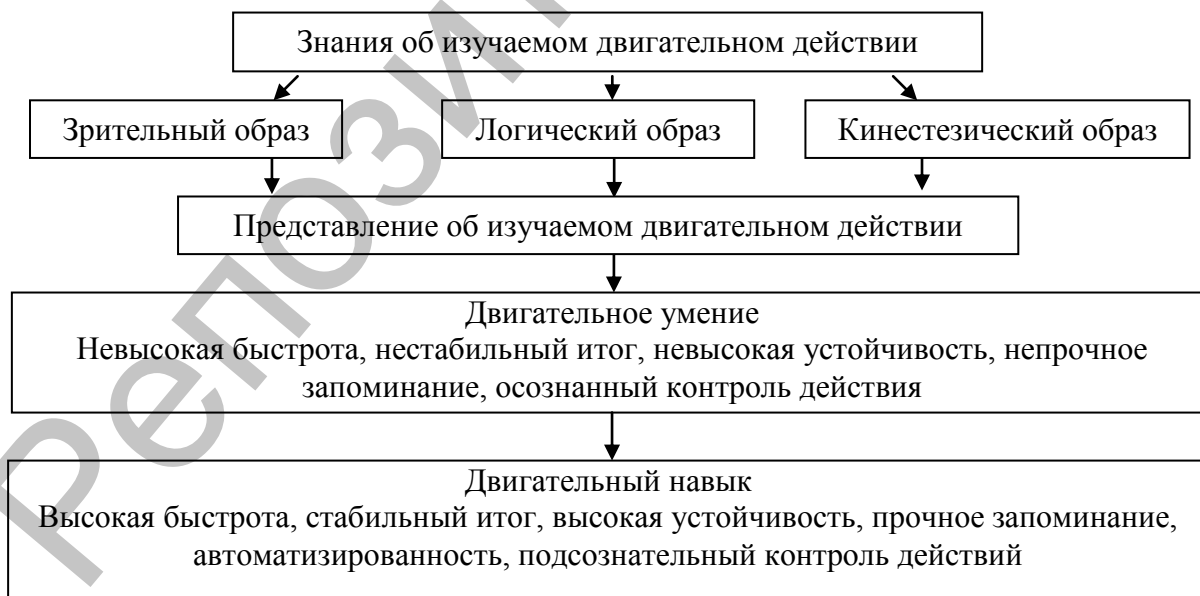 Знания об изучаемом двигательном действии
Зрительный образ
Логический образ
Кинестезический образ
Представление об изучаемом двигательном действии
Двигательное умение
Невысокая быстрота, нестабильный итог, невысокая устойчивость, непрочное
запоминание, осознанный контроль действия
Двигательный навык
Высокая быстрота, стабильный итог, высокая устойчивость, прочное запоминание,
автоматизированность, подсознательный контроль действий